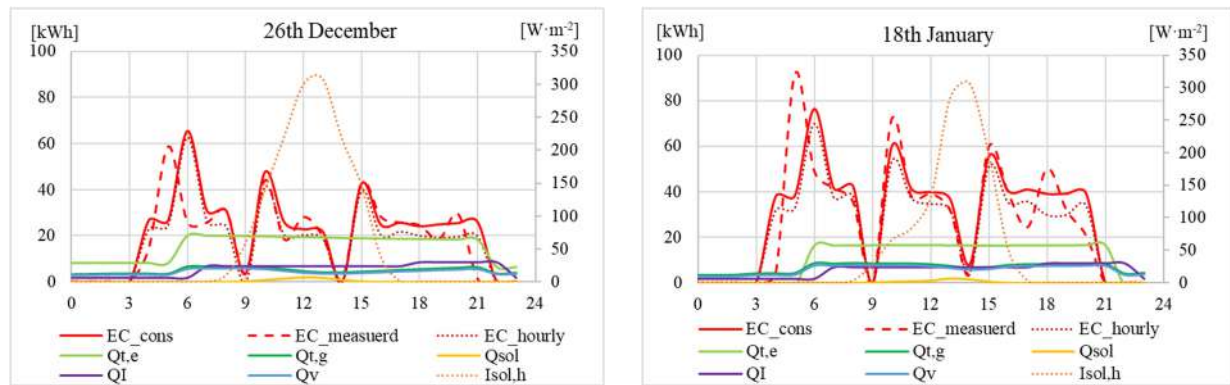 [kWh] 26th December [W·m-2]
100 350
300
80
250
60 200
40 150
100
20
50
0 0
0 3 6 9 12 15 18 21 24
EC_cons EC_measuerd EC_hourly
Qt,e Qt,g Qsol
QI Qv Isol,h
[kWh] 18th January [W·m-2]
100 350
300
80
250
60 200
40 150
100
20
50
0 0
0 3 6 9 12 15 18 21 24
EC_cons EC_measuerd EC_hourly
Qt,e Qt,g Qsol
QI Qv Isol,h